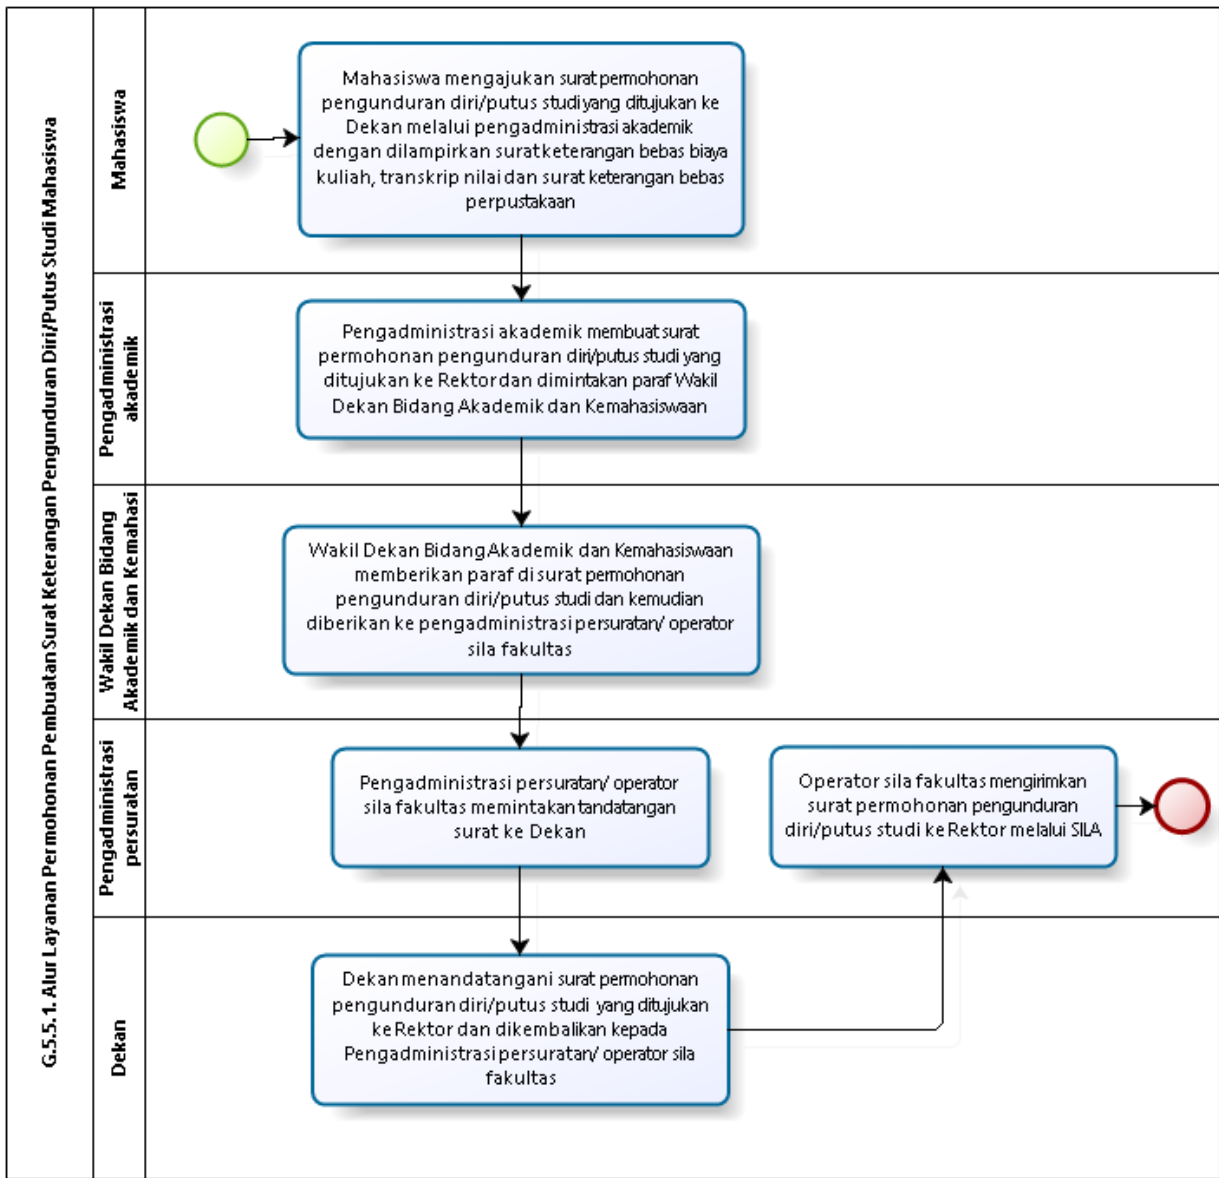 G.5.5.1. Alur Layanan Permohonan Pembuatan Surat Keterangan Pengunduran Diri/Putus Studi Mahasiswa
Mahasiswa
Mahasiswa mengajukan surat permohonan
pengunduran diri/putus studi yang ditujukan ke
Dekan melalui pengadministrasi akademik
dengan dilampirkan surat keterangan bebas biaya
kuliah, transkrip nilai dan surat keterangan bebas
perpustakaan
Pengadministrasi
akademik
Pengadministrasi akademik membuat surat
permohonan pengunduran diri/putus studi yang
ditujukan ke Rektor dan dimintakan paraf Wakil
Dekan Bidang Akademik dan Kemahasiswaan
Wakil Dekan Bidang
Akademik dan Kemahasi
Wakil Dekan Bidang Akademik dan Kemahasiswaan
memberikan paraf di surat permohonan
pengunduran diri/putus studi dan kemudian
diberikan ke pengadministrasi persuratan/ operator
sila fakultas
Pengadministrasi
persuratan
Pengadministrasi persuratan/ operator
sila fakultas memintakan tandatangan
surat ke Dekan
Operator sila fakultas mengirimkan
surat permohonan pengunduran
diri/putus studi ke Rektor melalui SILA
Dekan
Dekan menandatangani surat permohonan
pengunduran diri/putus studi yang ditujukan
ke Rektor dan dikembalikan kepada
Pengadministrasi persuratan/ operator sila
fakultas